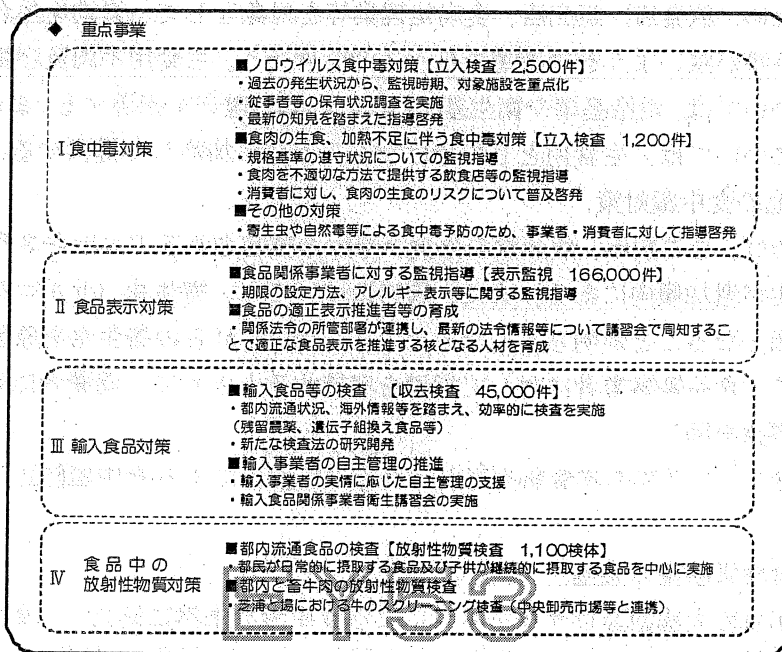 ◆ 重点事業
Ⅰ食中毒対策
■ノロウイルス食中毒対策【立入検査 2,500件】
・過去の発生状況から、監視時期、対象施設を重点化
・従事者等の保有状況調査を実施
・最新の知見を踏まえた指導啓発
■食肉の生食、加熱不足に伴う食中毒対策【立入検査 1,200件】
・規格基準の遵守状況についての監視指導
・食肉を不適切な方法で提供する飲食店等の監視指導
・消費者に対し、食肉の生食のリスクについて普及啓発
■その他の対策
・寄生虫や自然毒等による食中毒予防のため、事業者・消費者に対して指導啓発
Ⅱ 食品表示対策
■食品関係事業者に対する監視指導【表示監視 166,000件】
・期限の設定方法、アレルギー表示等に関する監視指導
■食品の適正表示推進者等の育成
・関係法令の所管部署が連携し、最新の法令情報等について講習会で周知するこ
とで適正な食品表示を推進する核となる人材を育成
Ⅲ 輸入食品対策
■輸入食品等の検査 【収去検査 45,000件】
・都内流通状況、海外情報等を踏まえ、効率的に検査を実施
(残留農薬、遺伝子組換え食品等)
・新たな検査法の研究開発
■輸入事業者の自主管理の推進
・輸入事業者の実情に応じた自主管理の支援
・輸入食品関係事業者衛生講習会の実施
Ⅳ 食品中の
放射性物質対策
■都内流通食品の検査【放射性物質検査 1,100検体】
・都民が日常的に摂取する食品及び子供が継続的に摂取する食品を中心に実施
■都内と畜牛肉の放射性物質検査
・芝浦と場における牛のスクリーニング検査(中央卸売市場等と連携)
EY53